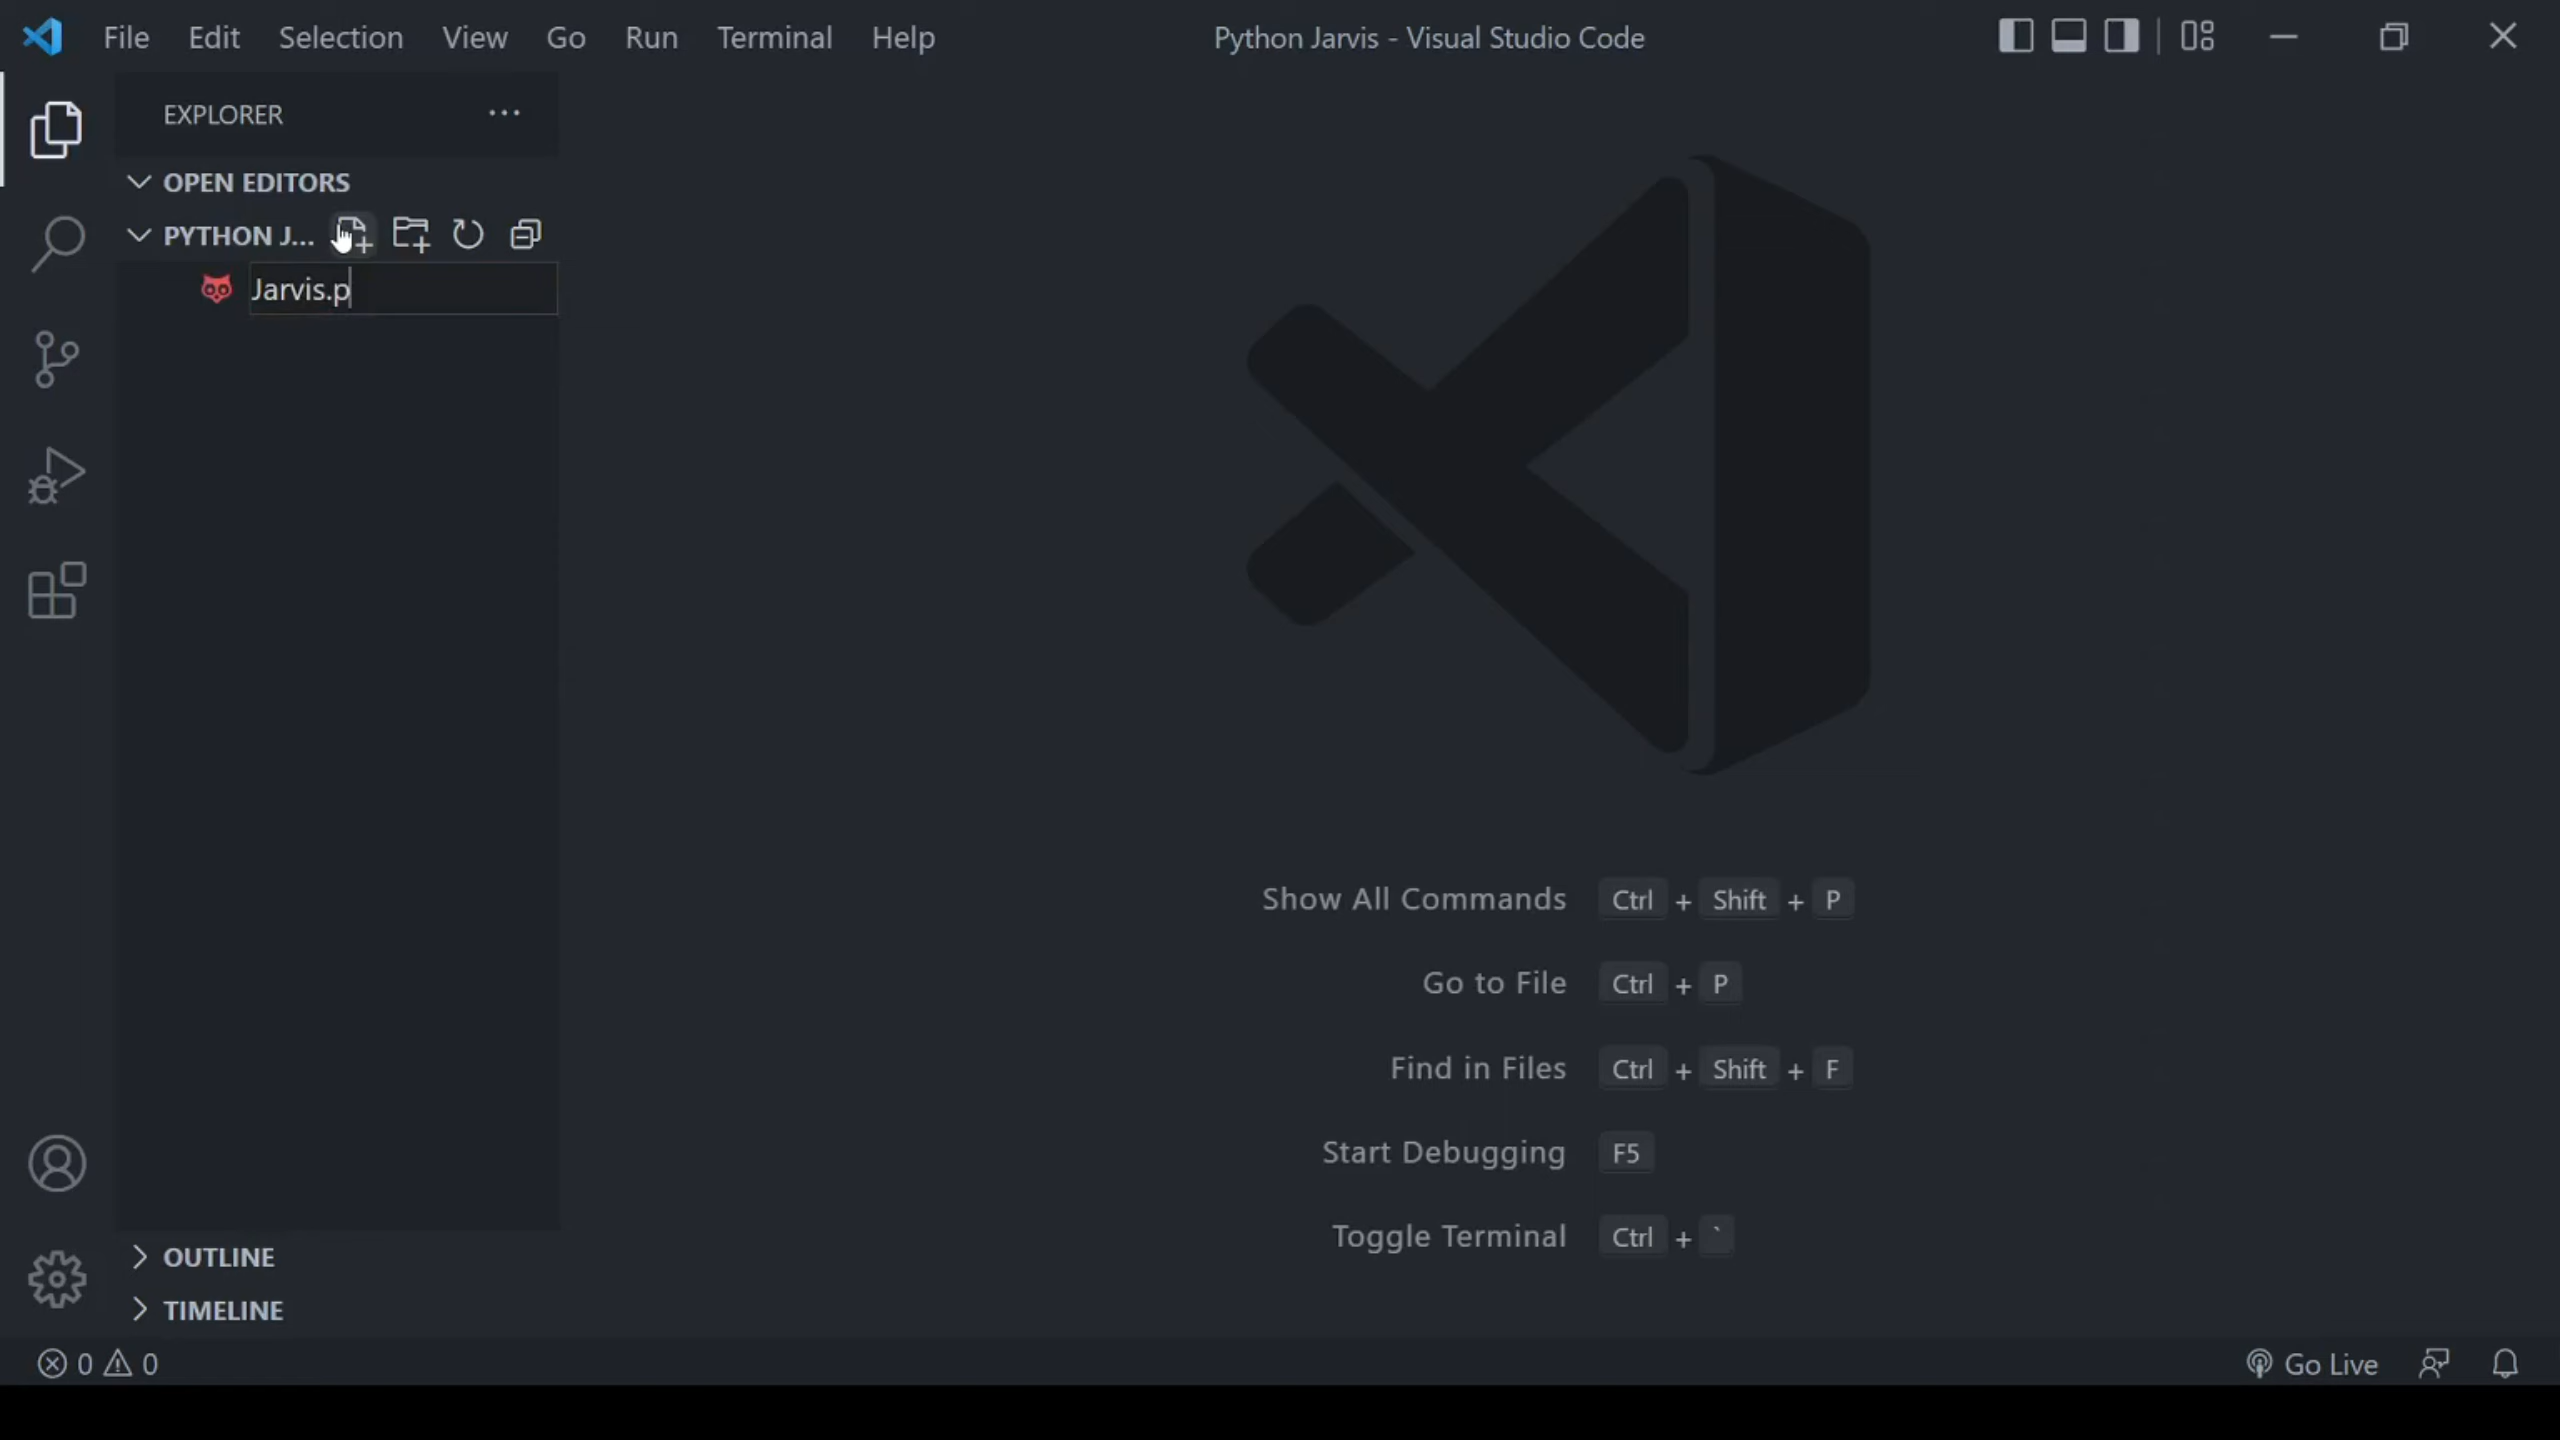 File Edit Selection View Go Run Terminal Help
Python Jarvis - Visual Studio Code
EXPLORER
OPEN EDITORS
PYTHON J...
Jarvis.p
Show All Commands Ctrl + Shift + P
Go to File Ctrl + P
Find in Files Ctrl + Shift + F
Start Debugging F5
Toggle Terminal Ctrl + `
OUTLINE
TIMELINE
0 0
Go Live